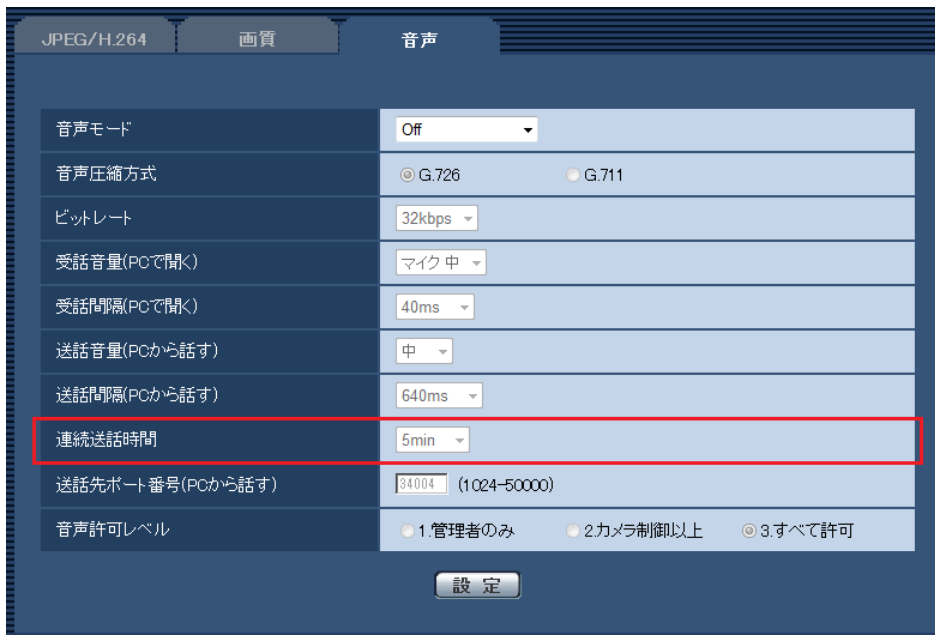 JPEG/H.264 画質 音声
音声モード Off
音声圧縮方式 G.726 G.711
ビットレート 32kbps
受話音量(PCで聞く) マイク 中
受話間隔(PCで聞く) 40ms
送話音量(PCから話す) 中
送話間隔(PCから話す) 640ms
連続送話時間 5min
送話先ポート番号(PCから話す) 34004 (1024-50000)
音声許可レベル 1.管理者のみ 2.カメラ制御以上 3.すべて許可
設定